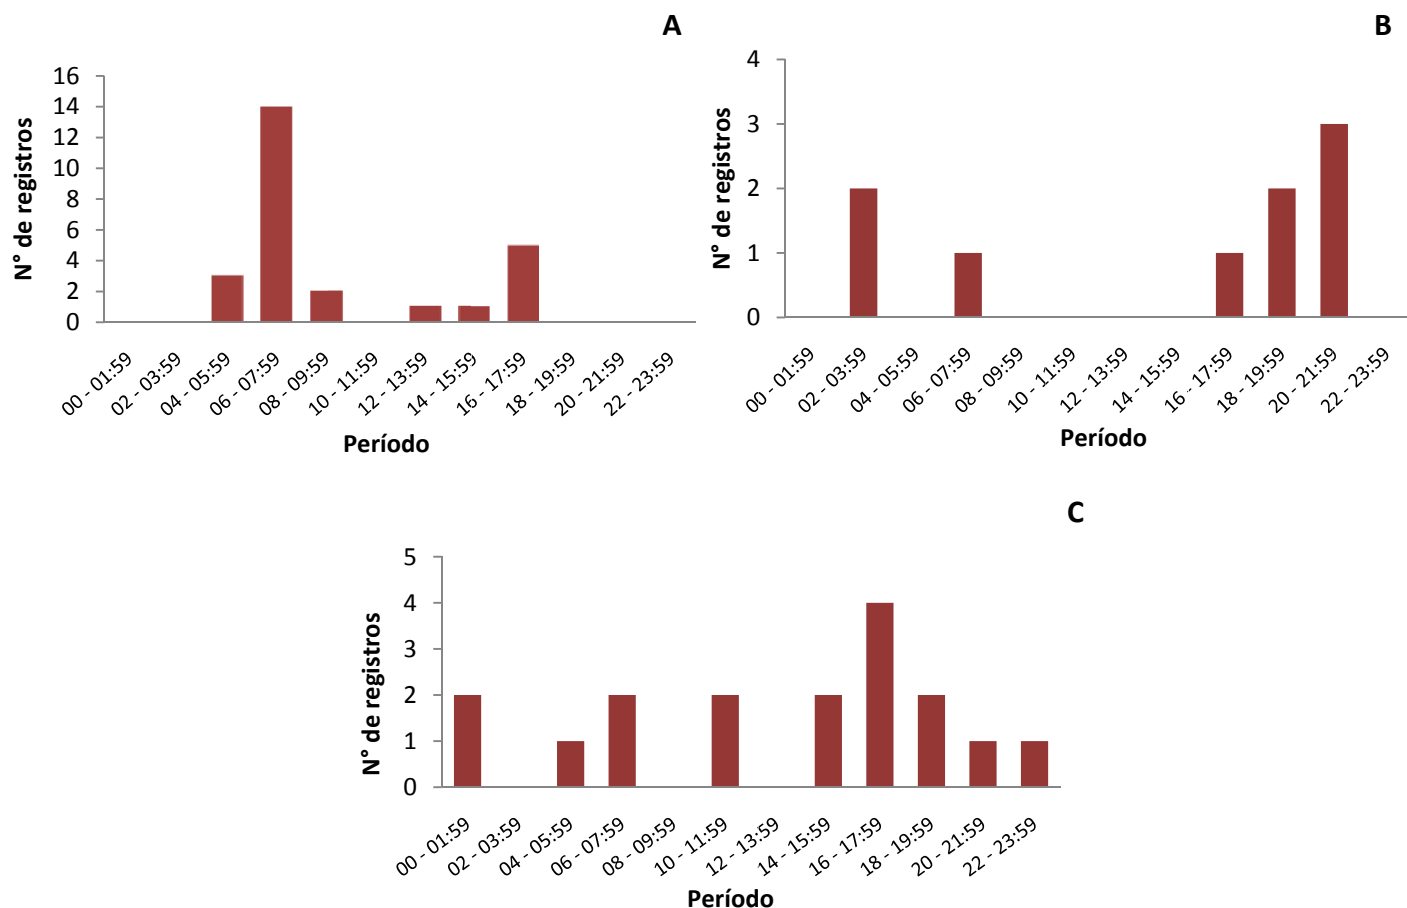 A
N° de registros
16
14
12
10
8
6
4
2
0
00 - 01:59
02 - 03:59
04 - 05:59
06 - 07:59
08 - 09:59
10 - 11:59
12 - 13:59
14 - 15:59
16 - 17:59
18 - 19:59
20 - 21:59
22 - 23:59
Período
B
N° de registros
4
3
2
1
0
00 - 01:59
02 - 03:59
04 - 05:59
06 - 07:59
08 - 09:59
10 - 11:59
12 - 13:59
14 - 15:59
16 - 17:59
18 - 19:59
20 - 21:59
22 - 23:59
Período
C
N° de registros
5
4
3
2
1
0
00 - 01:59
02 - 03:59
04 - 05:59
06 - 07:59
08 - 09:59
10 - 11:59
12 - 13:59
14 - 15:59
16 - 17:59
18 - 19:59
20 - 21:59
22 - 23:59
Período